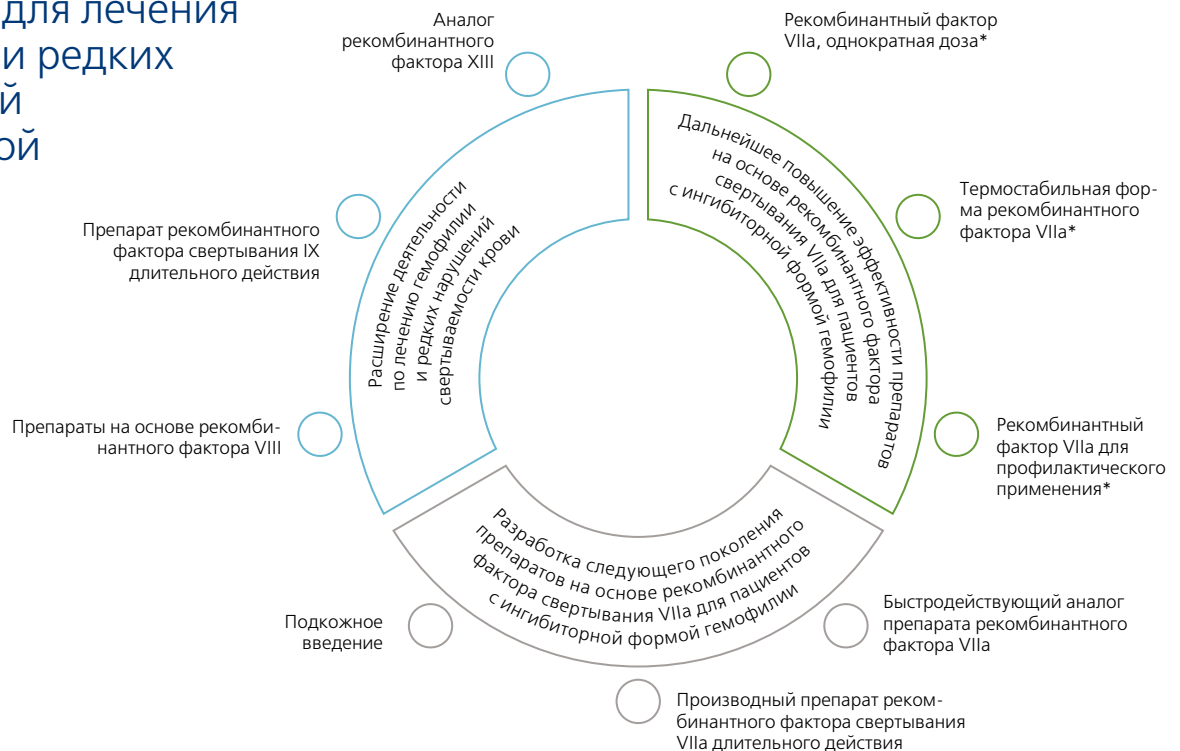 для лечения
и редких
й
ой
Аналог
рекомбинантного
фактора XIII
Рекомбинантный фактор
VIIa, однократная доза*
Препарат рекомбинантного
фактора свертывания IX
длительного действия
Термостабильная фор-
ма рекомбинантного
фактора VIIa*
Расширение деятельности
по лечению гемофилии
и редких нарушений
свертываемости крови
Дальнейшее повышение эффективности препаратов
на основе рекомбинантного фактора
свертывания VIIa для пациентов
с ингибиторной формой гемофилии
Препараты на основе рекомби-
нантного фактора VIII
Рекомбинантный
фактор VIIa для
профилактического
применения*
Разработка следующего поколения
препаратов на основе рекомбинантного
фактора свертывания VIIa для пациентов
с ингибиторной формой гемофилии
Подкожное
введение
Быстродействующий аналог
препарата рекомбинантного
фактора VIIa
Производный препарат реком-
бинантного фактора свертывания
VIIa длительного действия